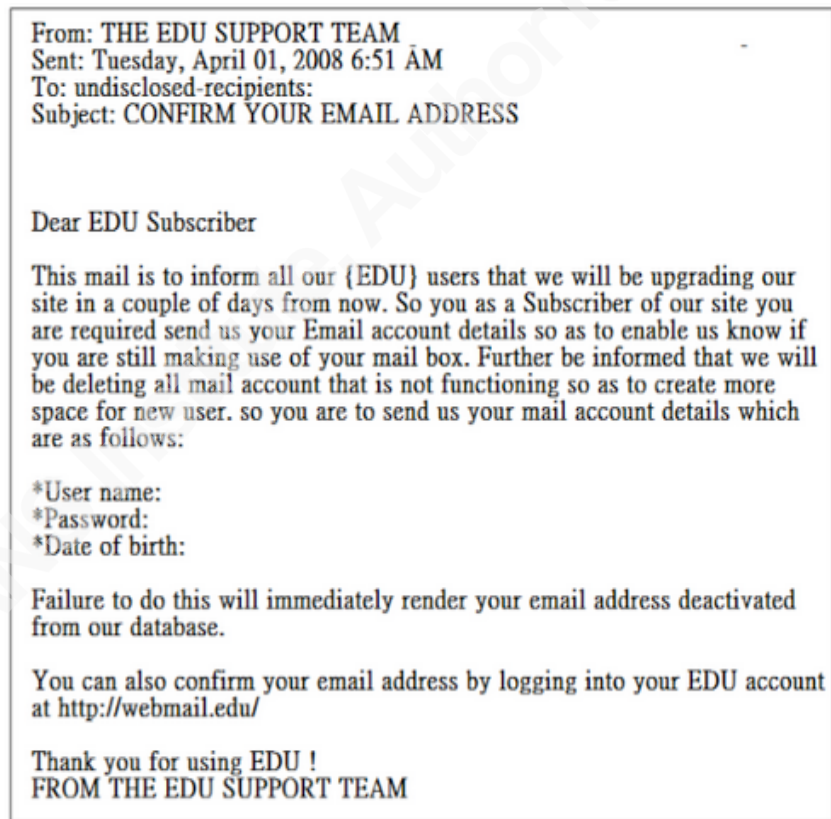 From: THE EDU SUPPORT TEAM
Sent: Tuesday, April 01, 2008 6:51 AM
To: undisclosed-recipients:
Subject: CONFIRM YOUR EMAIL ADDRESS
Dear EDU Subscriber
This mail is to inform all our {EDU} users that we will be upgrading our
site in a couple of days from now. So you as a Subscriber of our site you
are required send us your Email account details so as to enable us know if
you are still making use of your mail box. Further be informed that we will
be deleting all mail account that is not functioning so as to create more
space for new user. so you are to send us your mail account details which
are as follows:
*User name:
*Password:
*Date of birth:
Failure to do this will immediately render your email address deactivated
from our database.
You can also confirm your email address by logging into your EDU account
at http://webmail.edu/
Thank you for using EDU !
FROM THE EDU SUPPORT TEAM